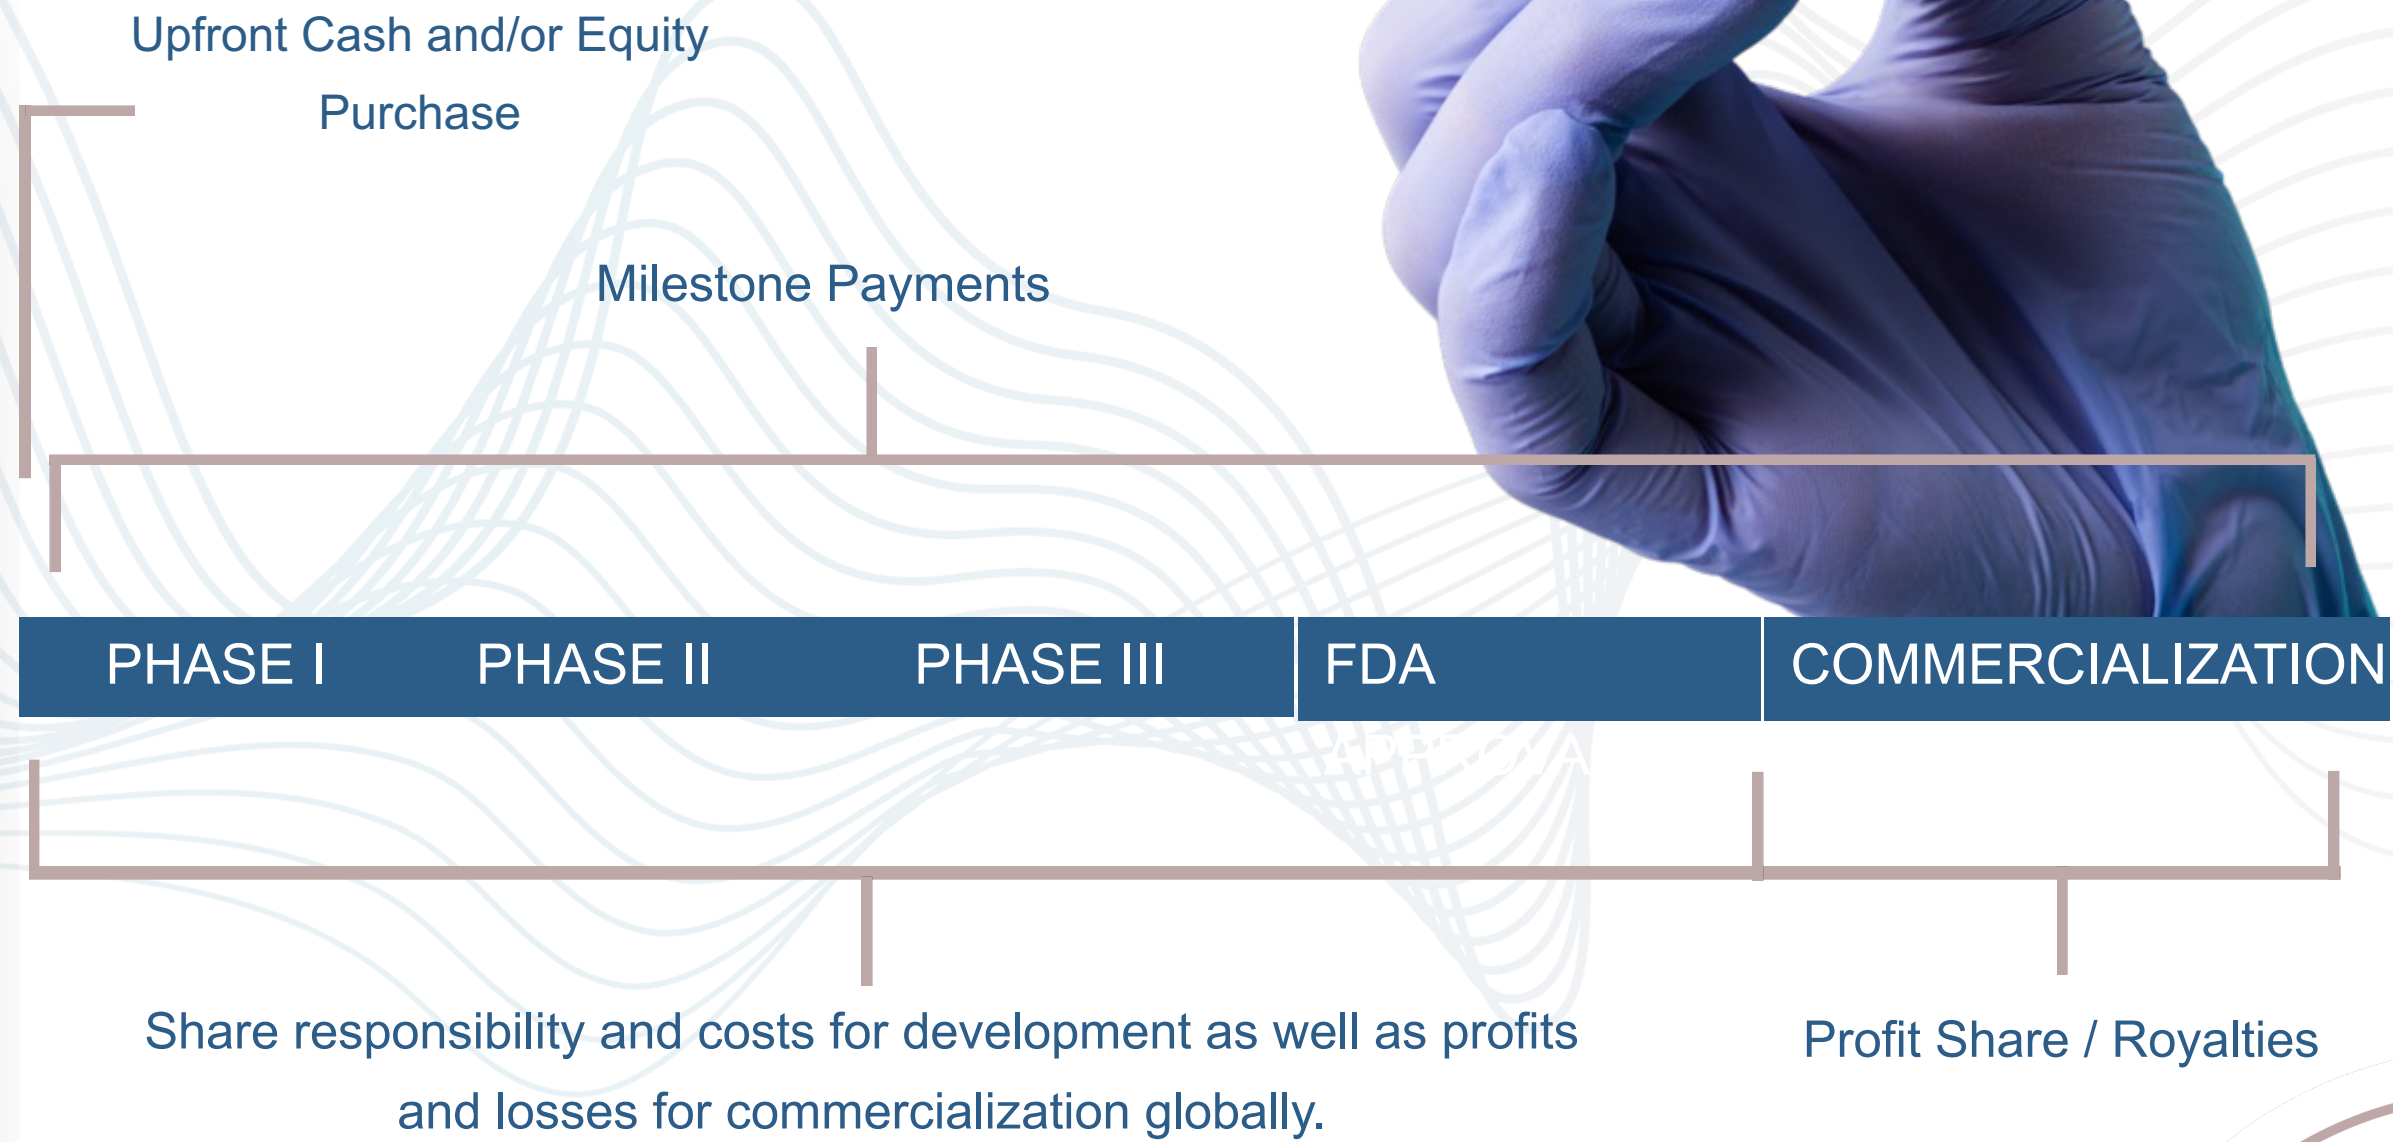 Upfront Cash and/or Equity
Purchase
Milestone Payments
PHASE I PHASE II PHASE III FDA COMMERCIALIZATION
APPROVA
Share responsibility and costs for development as well as profits
and losses for commercialization globally.
Profit Share / Royalties